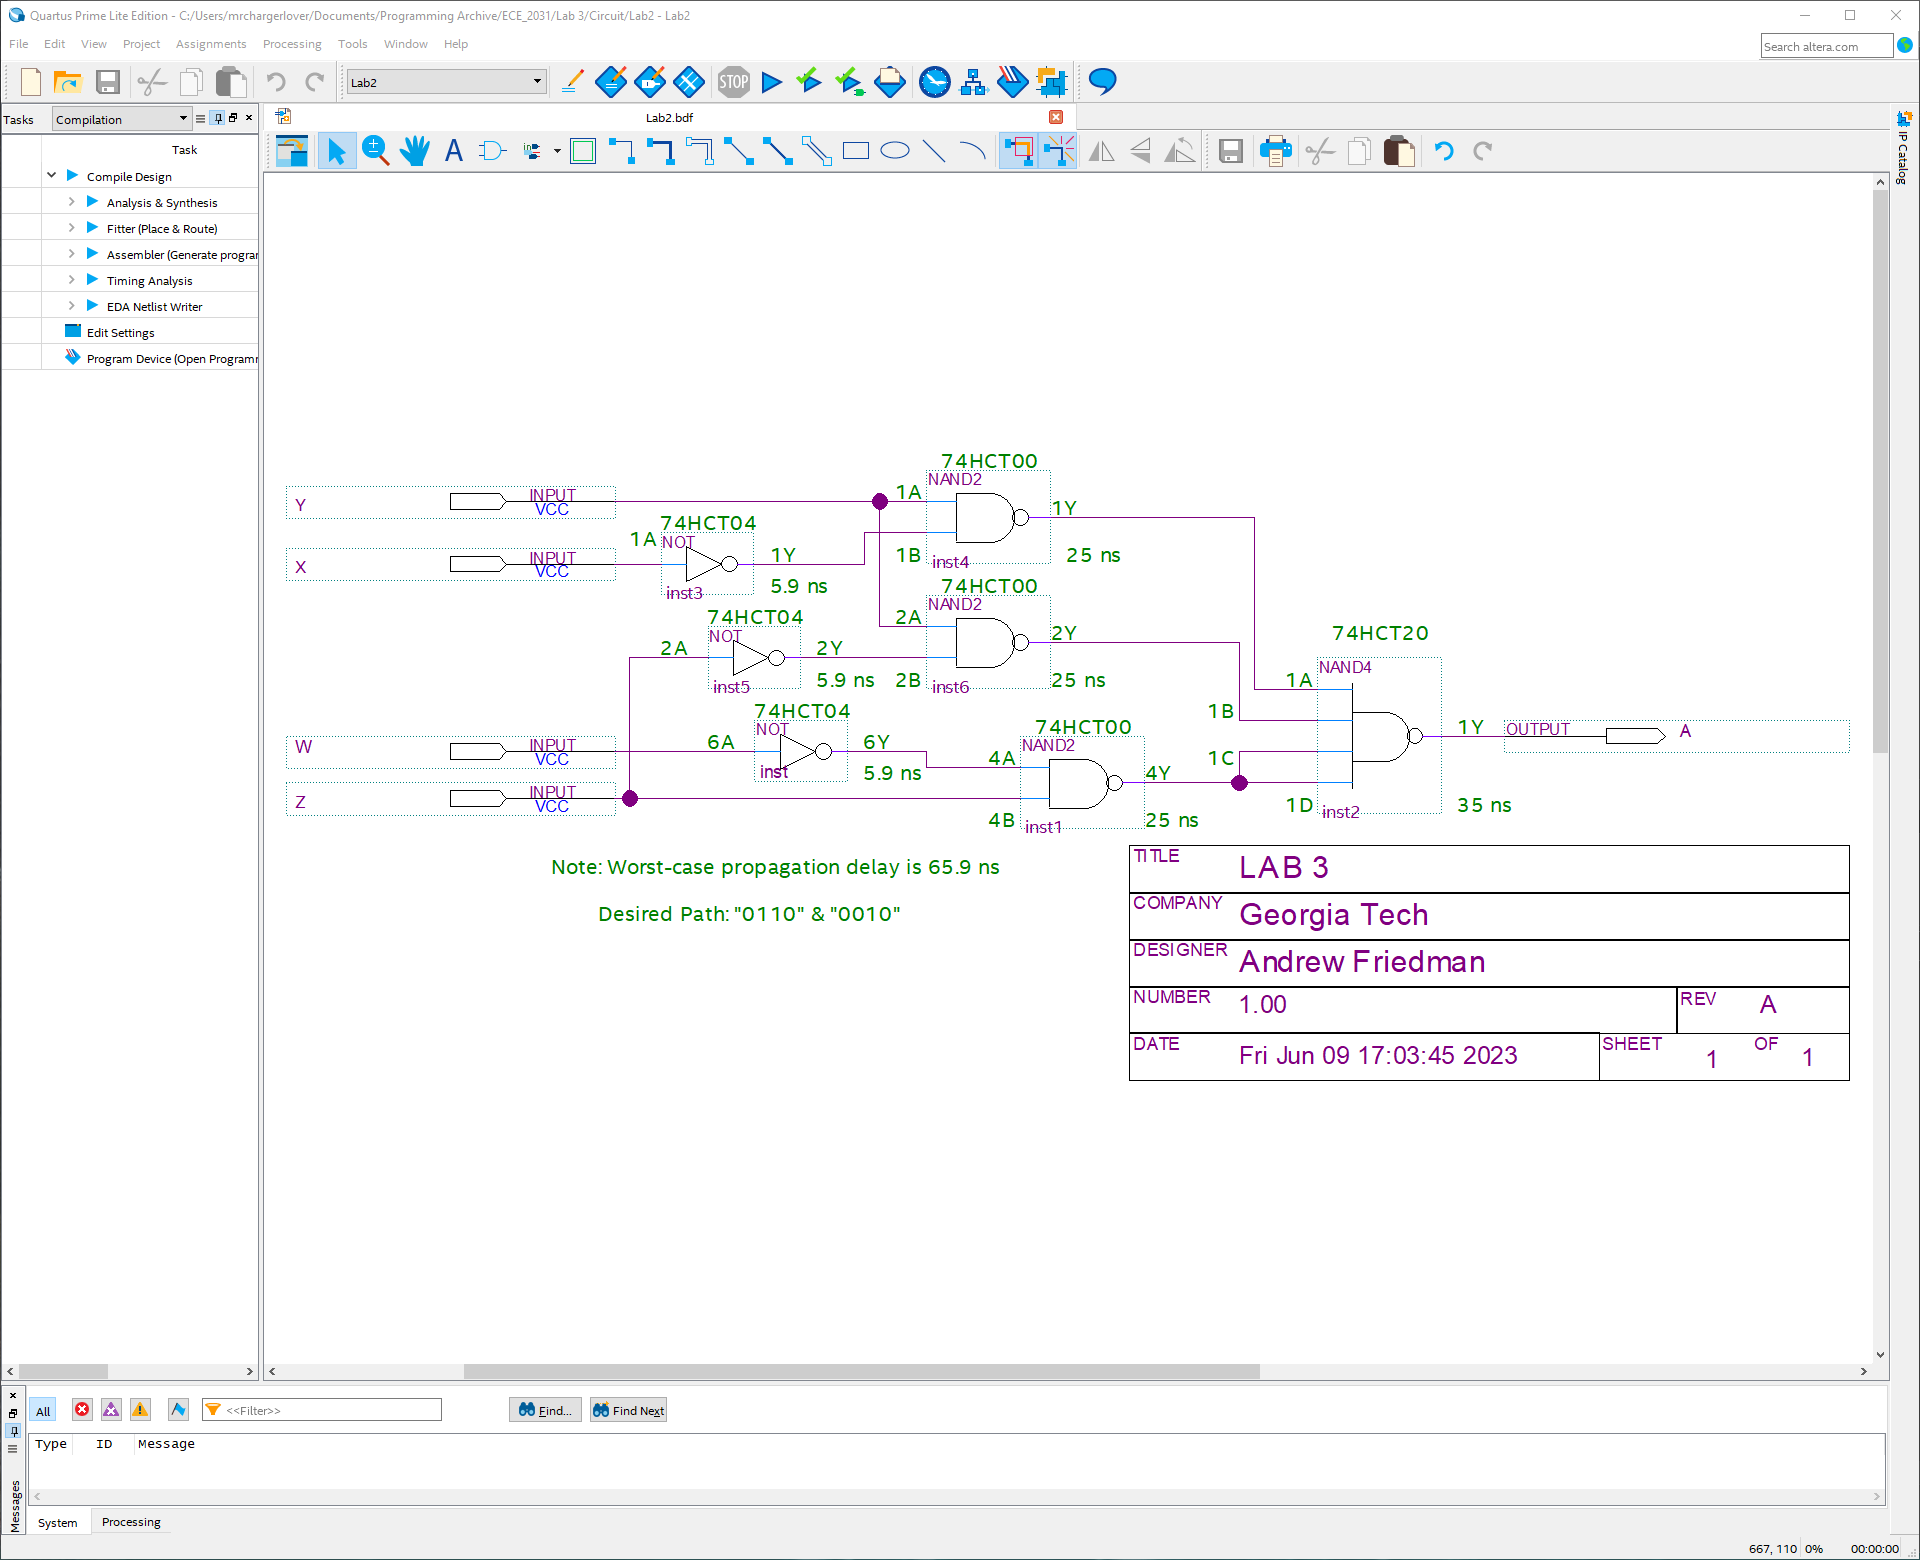 Quartus Prime Lite Edition - C:/Users/mrchargerlover/Documents/Programming Archive/ECE_2031/Lab 3/Circuit/Lab2 - Lab2
File Edit View Project Assignments Processing Tools Window Help
Search altera.com
STOP
Lab2
Tasks
Compilation
Lab2.bdf
IP Catalog
Task
Compile Design
Analysis & Synthesis
Fitter (Place & Route)
Assembler (Generate program
Timing Analysis
EDA Netlist Writer
Edit Settings
Program Device (Open Programm
74HCT00
NAND2
Y
INPUT
VCC
1A
1Y
74HCT04
1A
NOT
1Y
1B
inst4
25 ns
X
INPUT
VCC
inst3
5.9 ns
74HCT00
NAND2
74HCT04
NOT
2A
2Y
2A
2Y
inst5
5.9 ns
2B
inst6
25 ns
74HCT20
NAND4
1A
1B
1C
1D
inst2
35 ns
1Y
OUTPUT
A
74HCT04
NOT
W
INPUT
VCC
6A
6Y
inst
5.9 ns
74HCT00
NAND2
4A
4Y
Z
INPUT
VCC
4B
inst1
25 ns
Note: Worst-case propagation delay is 65.9 ns
Desired Path: "0110" & "0010"
TITLE LAB 3
COMPANY Georgia Tech
DESIGNER Andrew Friedman
NUMBER 1.00 REV A
DATE Fri Jun 09 17:03:45 2023 SHEET 1 OF 1
All
<<Filter>>
Find...
Find Next
Type ID Message
Messages
System Processing
667, 110 0% 00:00:00